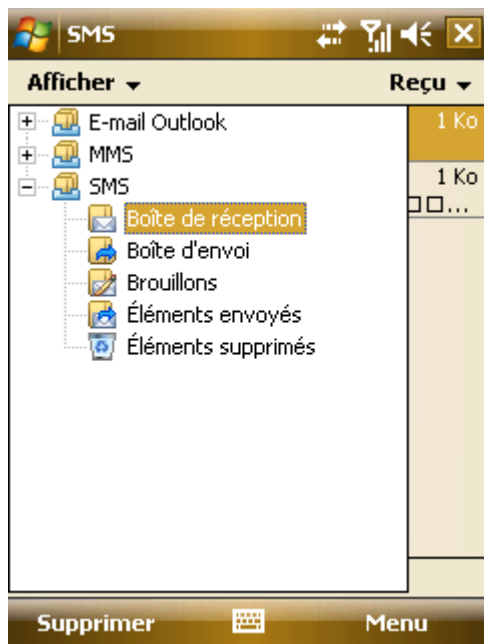 SMS
Afficher
Reçu
E-mail Outlook
1 Ko
MMS
SMS
1 Ko
Boîte de réception
...
Boîte d'envoi
Brouillons
Éléments envoyés
Éléments supprimés
Supprimer
Menu